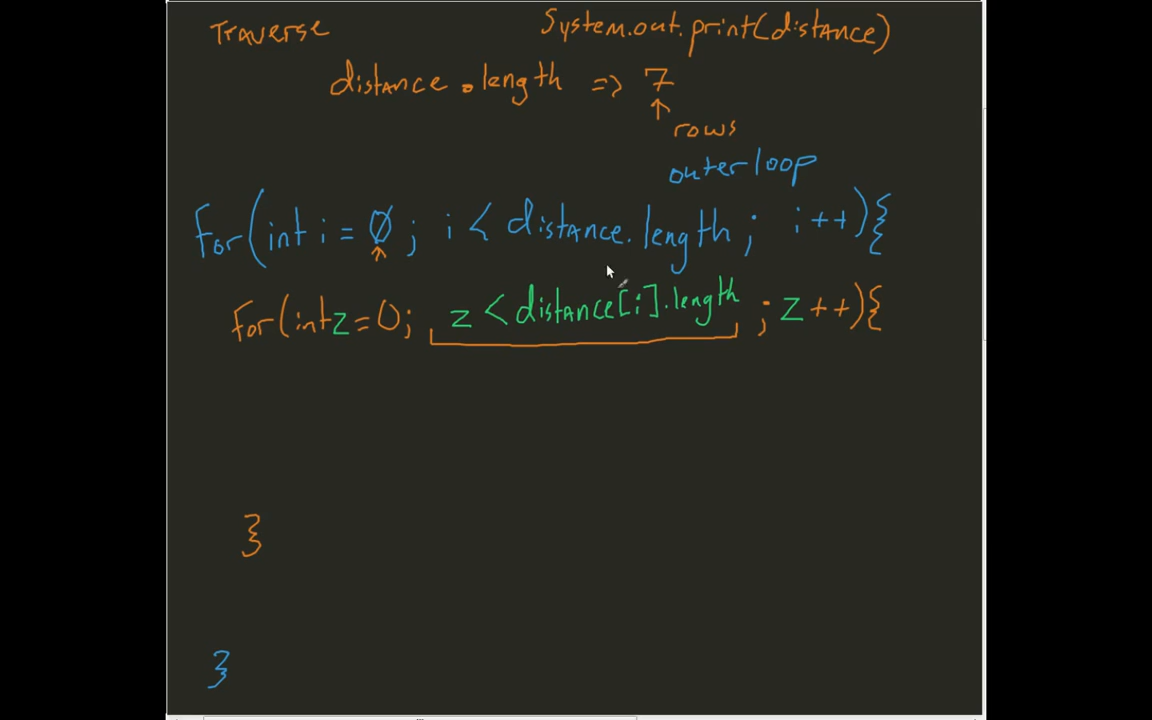 Traverse System.out.print(distance)
distance.length => 7
↑
rows
outer loop
for(int i = 0; i < distance.length; i++){
↑
for(int z=0; z < distance[i].length; z++){
}
}